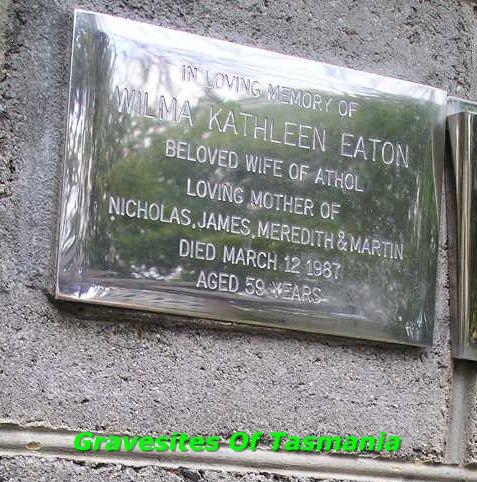 IN LOVING MEMORY OF
WILMA KATHLEEN EATON
BELOVED WIFE OF ATHOL
LOVING MOTHER OF
NICHOLAS, JAMES, MEREDITH & MARTIN
DIED MARCH 12 1987
AGED 59 YEARS
Gravesites Of Tasmania